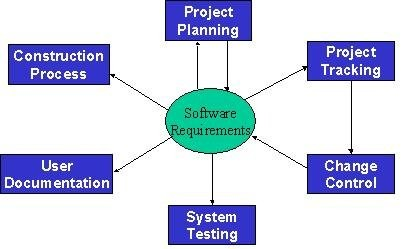 Project
Planning
Construction
Process
Project
Tracking
Software
Requirements
User
Documentation
Change
Control
System
Testing